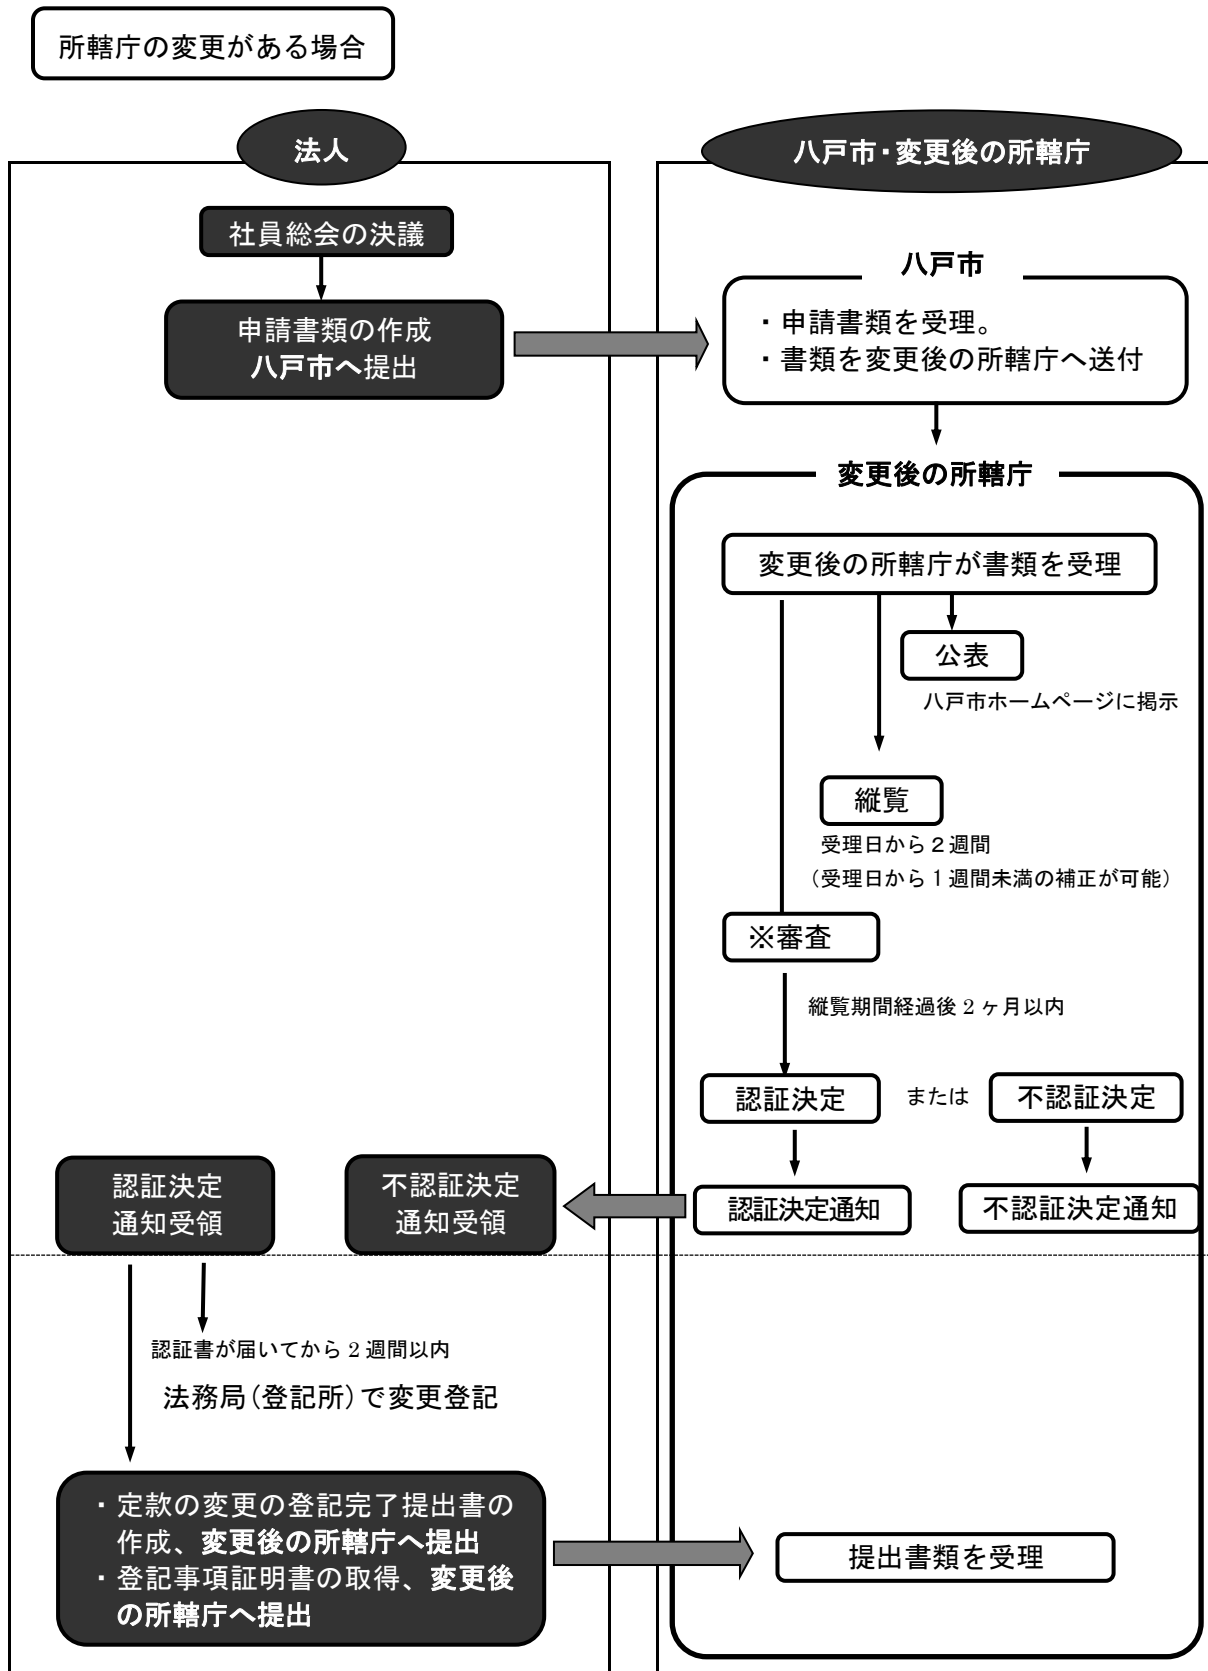 所轄庁の変更がある場合
法人
八戸市・変更後の所轄庁
社員総会の決議
申請書類の作成
八戸市へ提出
八戸市
・申請書類を受理。
・書類を変更後の所轄庁へ送付
変更後の所轄庁
変更後の所轄庁が書類を受理
公表
八戸市ホームページに掲示
縦覧
受理日から２週間
（受理日から１週間未満の補正が可能）
※審査
縦覧期間経過後２ヶ月以内
認証決定
または
不認証決定
認証決定
通知受領
不認証決定
通知受領
認証決定通知
不認証決定通知
認証書が届いてから２週間以内
法務局（登記所）で変更登記
・定款の変更の登記完了提出書の
作成、変更後の所轄庁へ提出
・登記事項証明書の取得、変更後
の所轄庁へ提出
提出書類を受理